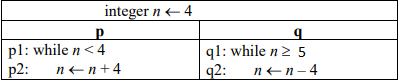 integer n ← 4
p q
p1: while n < 4 q1: while n ≥ 5
p2: n ← n + 4 q2: n ← n – 4